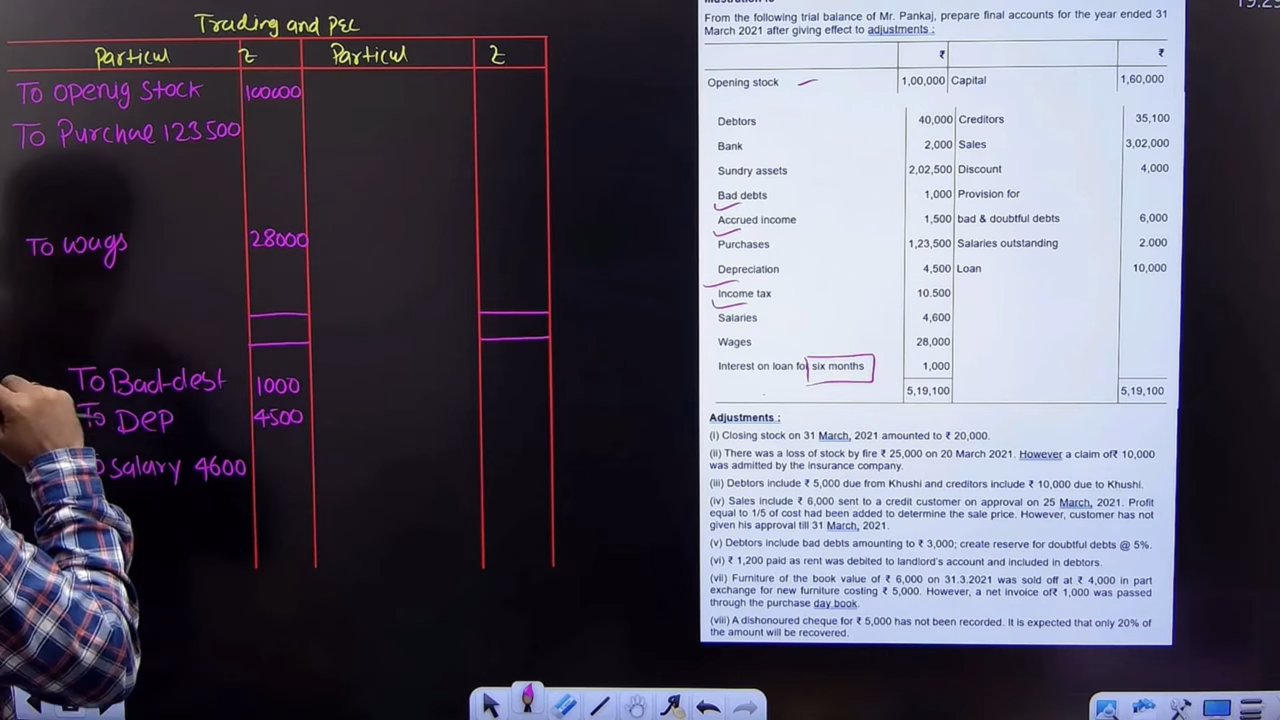 Trading and P&L
Particul ₹ Particul ₹
To openig Stock 100000
To Purchae 123500
To wags 28000
To Bad-dest 1000
To Dep 4500
salary 4600
19:29
From the following trial balance of Mr. Pankaj, prepare final accounts for the year ended 31
March 2021 after giving effect to adjustments :
₹ ₹
Opening stock 1,00,000 Capital 1,60,000
Debtors 40,000 Creditors 35,100
Bank 2,000 Sales 3,02,000
Sundry assets 2,02,500 Discount 4,000
Bad debts 1,000 Provision for
Accrued income 1,500 bad & doubtful debts 6,000
Purchases 1,23,500 Salaries outstanding 2.000
Depreciation 4,500 Loan 10,000
Income tax 10.500
Salaries 4,600
Wages 28,000
Interest on loan fo six months 1,000
5,19,100 5,19,100
Adjustments :
(i) Closing stock on 31 March, 2021 amounted to ₹ 20,000.
(ii) There was a loss of stock by fire ₹ 25,000 on 20 March 2021. However a claim of₹ 10,000
was admitted by the insurance company.
(iii) Debtors include ₹ 5,000 due from Khushi and creditors include ₹ 10,000 due to Khushi.
(iv) Sales include ₹ 6,000 sent to a credit customer on approval on 25 March, 2021. Profit
equal to 1/5 of cost had been added to determine the sale price. However, customer has not
given his approval till 31 March, 2021.
(v) Debtors include bad debts amounting to ₹ 3,000; create reserve for doubtful debts @ 5%.
(vi) ₹ 1,200 paid as rent was debited to landlord's account and included in debtors.
(vii) Furniture of the book value of ₹ 6,000 on 31.3.2021 was sold off at ₹ 4,000 in part
exchange for new furniture costing ₹ 5,000. However, a net invoice of₹ 1,000 was passed
through the purchase day book.
(viii) A dishonoured cheque for ₹ 5,000 has not been recorded. It is expected that only 20% of
the amount will be recovered.